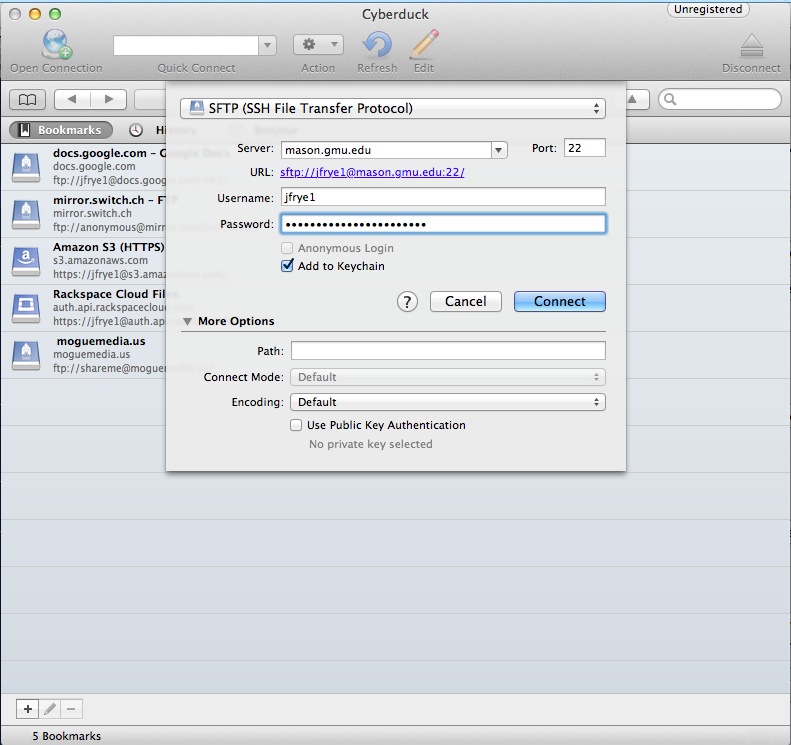 Cyberduck
Unregistered
Open Connection
Quick Connect
Action
Refresh
Edit
Disconnect
SFTP (SSH File Transfer Protocol)
Bookmarks
Server: mason.gmu.edu Port: 22
URL: sftp://jfrye1@mason.gmu.edu:22/
Username: jfrye1
Password: •••••••••••••••••••••••
Anonymous Login
Add to Keychain
? Cancel Connect
More Options
Path:
Connect Mode: Default
Encoding: Default
Use Public Key Authentication
No private key selected
docs.google.com – Google Docs
docs.google.com
ftp://jfrye1@docs.goog
mirror.switch.ch – FTP
mirror.switch.ch
ftp://anonymous@mirr
Amazon S3 (HTTPS)
s3.amazonaws.com
https://jfrye1@s3.amaz
Rackspace Cloud Files
auth.api.rackspacecloud
https://jfrye1@auth.ap
moguemedia.us
moguemedia.us
ftp://shareme@mogue
5 Bookmarks